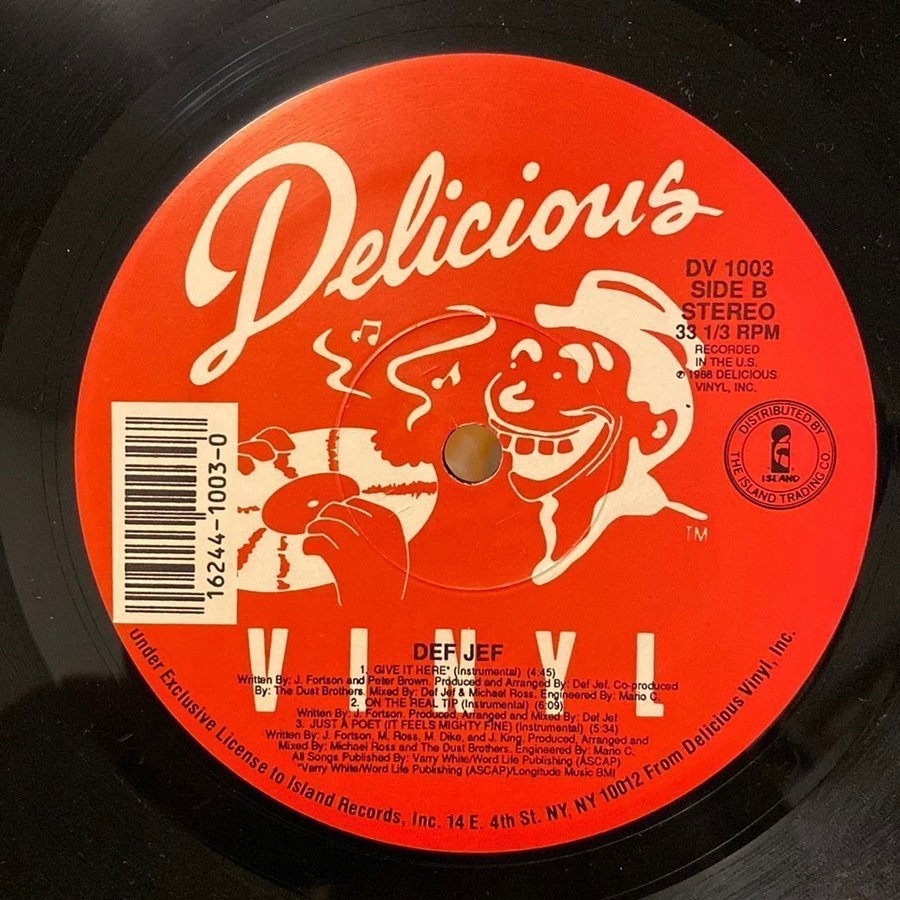 Delicious
DV 1003
SIDE B
STEREO
33 1/3 RPM
RECORDED
IN THE U.S.
℗ 1988 DELICIOUS
VINYL, INC.
DISTRIBUTED BY
THE ISLAND TRADING CO.
ISLAND
TM
16244-1003-0
VINYL
DEF JEF
1. GIVE IT HERE* (Instrumental) (4:45)
Written By: J. Fortson and Peter Brown. Produced and Arranged By: Def Jef. Co-produced
By: The Dust Brothers. Mixed By: Def Jef & Michael Ross. Engineered By: Mario C.
2. ON THE REAL TIP (Instrumental) (6:09)
Written By: J. Fortson. Produced, Arranged and Mixed By: Def Jef
3. JUST A POET (IT FEELS MIGHTY FINE) (Instrumental) (5:34)
Written By: J. Fortson, M. Ross, M. Dike, and J. King. Produced, Arranged and
Mixed By: Michael Ross and The Dust Brothers. Engineered By: Mario C.
All Songs Published By: Varry White/Word Life Publishing (ASCAP)
*Varry White/Word Life Publishing (ASCAP)/Longitude Music BMI
Under Exclusive License to Island Records, Inc. 14 E. 4th St. NY, NY 10012 From Delicious Vinyl, Inc.